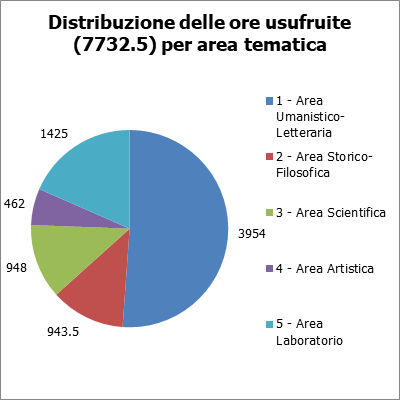 Distribuzione delle ore usufruite
(7732.5) per area tematica
1425
462
948
943.5
3954
1 - Area
Umanistico-
Letteraria
2 - Area Storico-
Filosofica
3 - Area Scientifica
4 - Area Artistica
5 - Area
Laboratorio